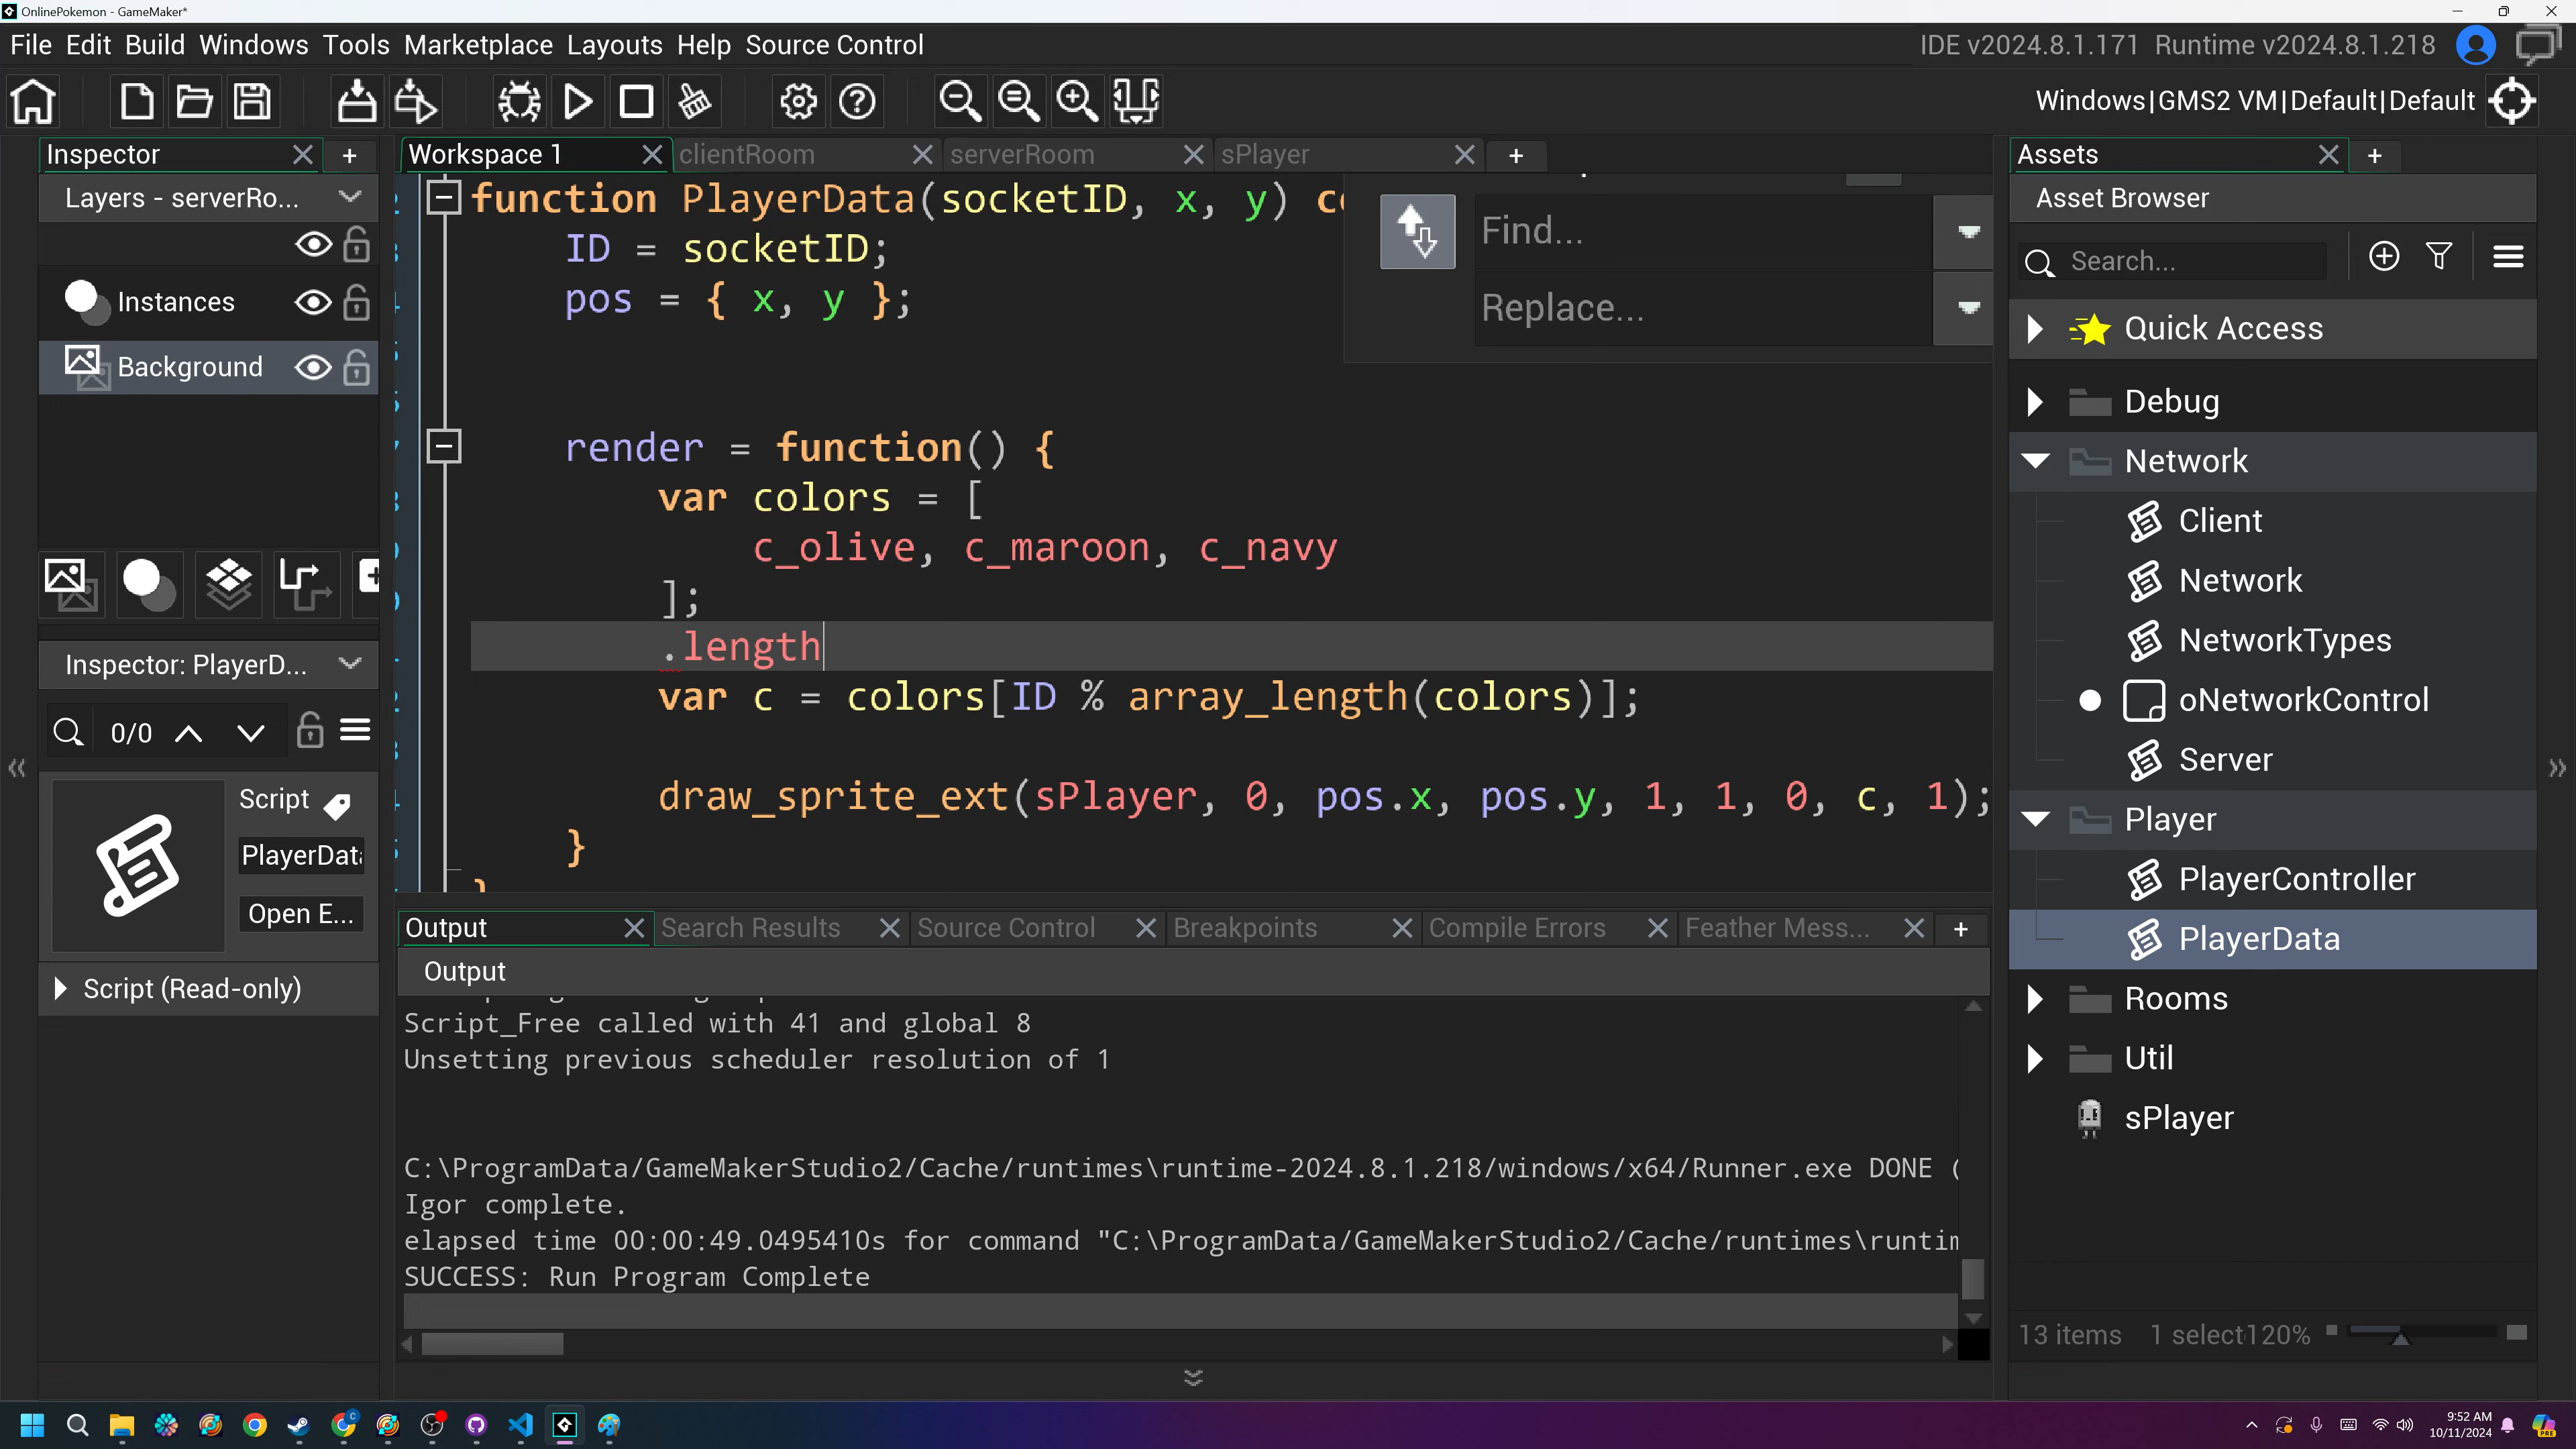 OnlinePokemon - GameMaker*
File Edit Build Windows Tools Marketplace Layouts Help Source Control
IDE v2024.8.1.171 Runtime v2024.8.1.218
Windows|GMS2 VM|Default|Default
Inspector
Layers - serverRo...
Instances
Background
Inspector: PlayerD...
0/0
Script
PlayerData
Open E...
Script (Read-only)
Workspace 1 clientRoom serverRoom sPlayer
function PlayerData(socketID, x, y)
ID = socketID;
pos = { x, y };
render = function() {
var colors = [
c_olive, c_maroon, c_navy
];
.length
var c = colors[ID % array_length(colors)];
draw_sprite_ext(sPlayer, 0, pos.x, pos.y, 1, 1, 0, c, 1);
}
Find...
Replace...
Output Search Results Source Control Breakpoints Compile Errors Feather Mess...
Output
Script_Free called with 41 and global 8
Unsetting previous scheduler resolution of 1
C:\ProgramData/GameMakerStudio2/Cache/runtimes\runtime-2024.8.1.218/windows/x64/Runner.exe DONE (
Igor complete.
elapsed time 00:00:49.0495410s for command "C:\ProgramData/GameMakerStudio2/Cache/runtimes\runtim
SUCCESS: Run Program Complete
Assets
Asset Browser
Search...
Quick Access
Debug
Network
Client
Network
NetworkTypes
oNetworkControl
Server
Player
PlayerController
PlayerData
Rooms
Util
sPlayer
13 items 1 select 120%
9:52 AM
10/11/2024
PRE